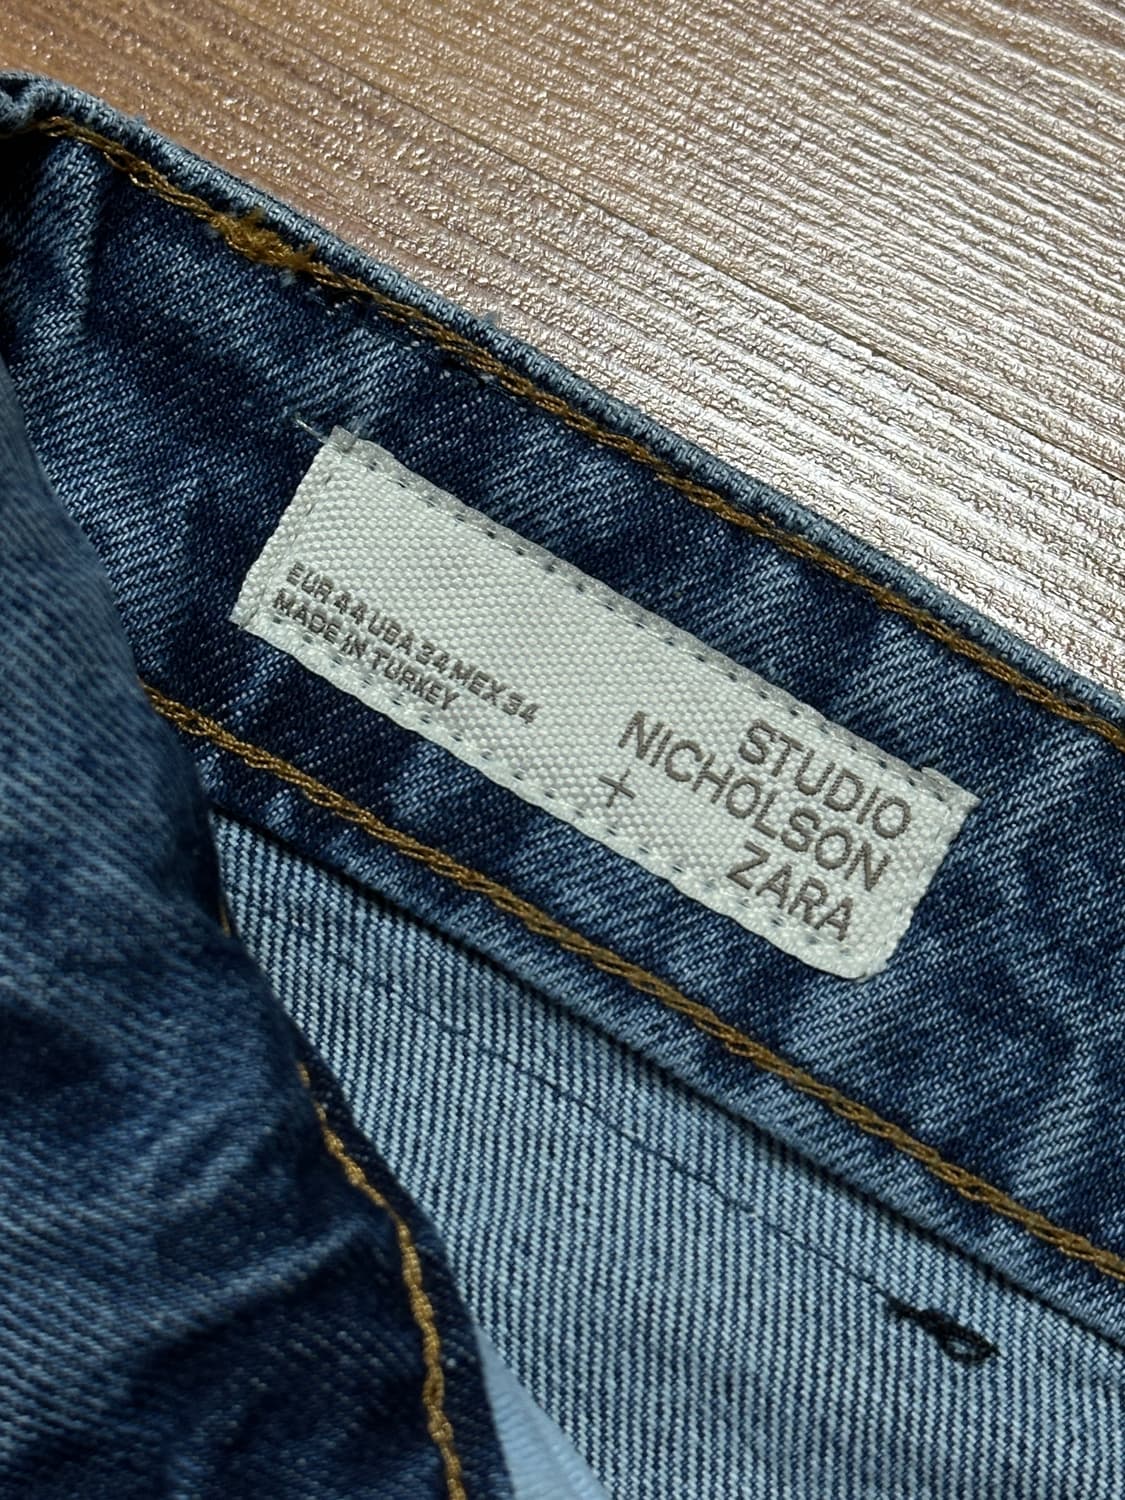 EUR 44 USA 34 MEX 34
MADE IN TURKEY
STUDIO
NICHOLSON
+
ZARA